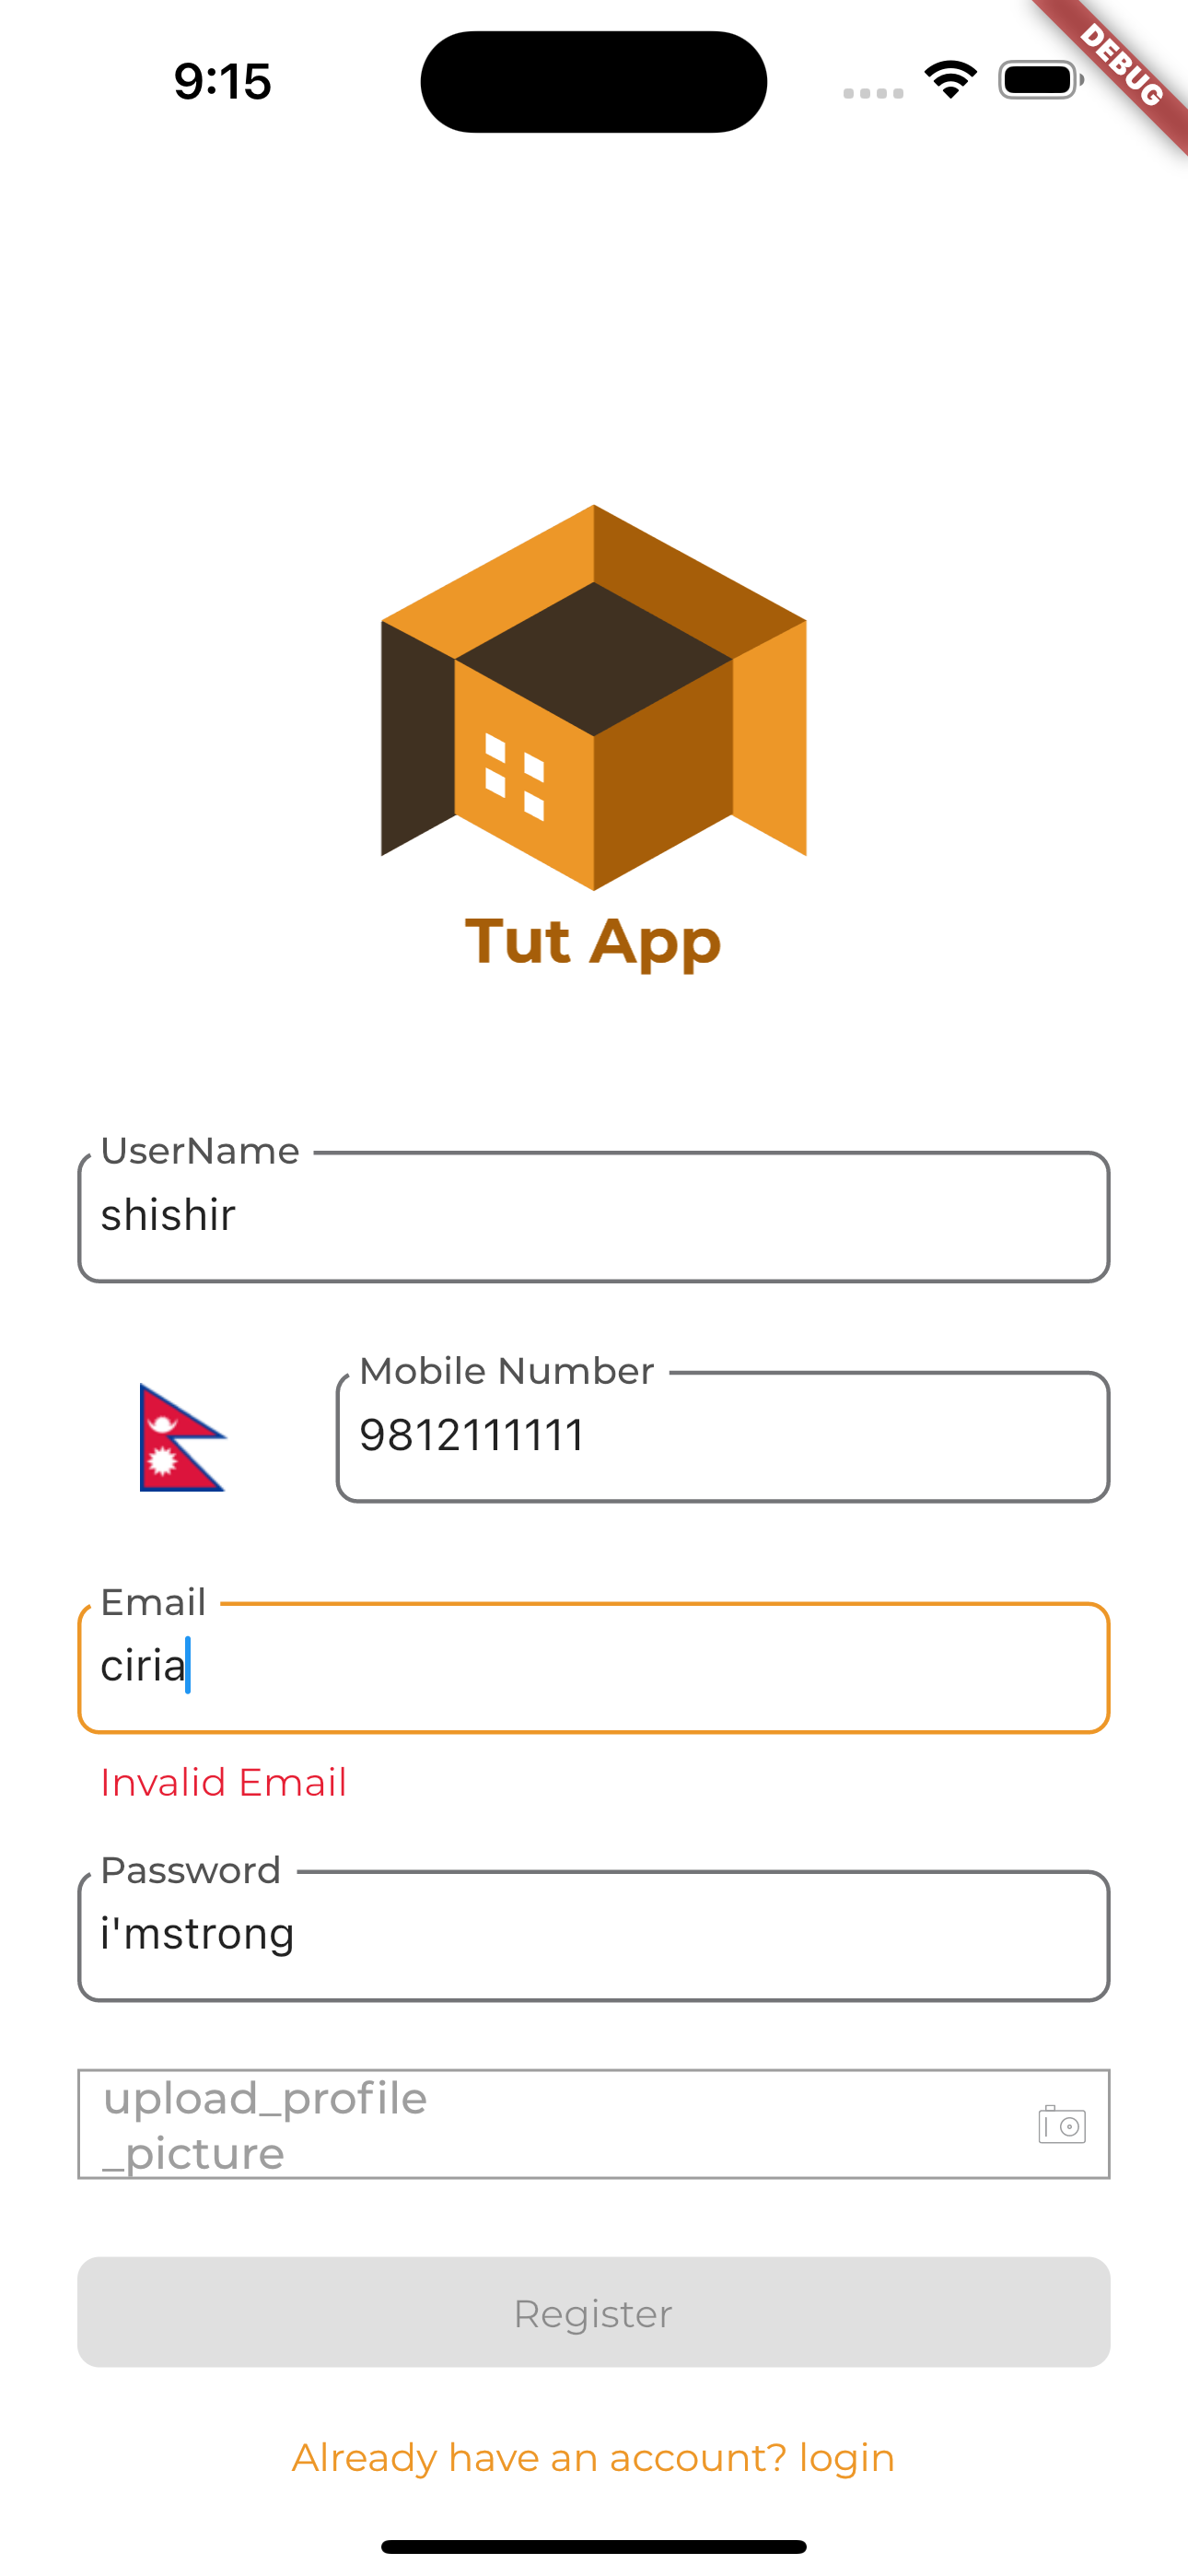 9:15
DEBUG
Tut App
UserName
shishir
Mobile Number
9812111111
Email
ciria
Invalid Email
Password
i'mstrong
upload_profile
_picture
Register
Already have an account? login